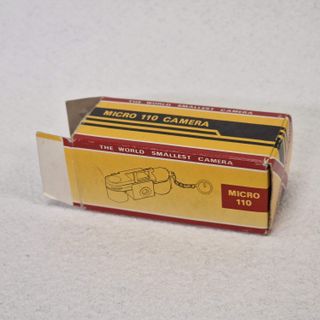 THE WORLD SMALLEST CAMERA
MICRO 110 CAMERA
THE WORLD SMALLEST CAMERA
MICRO
110